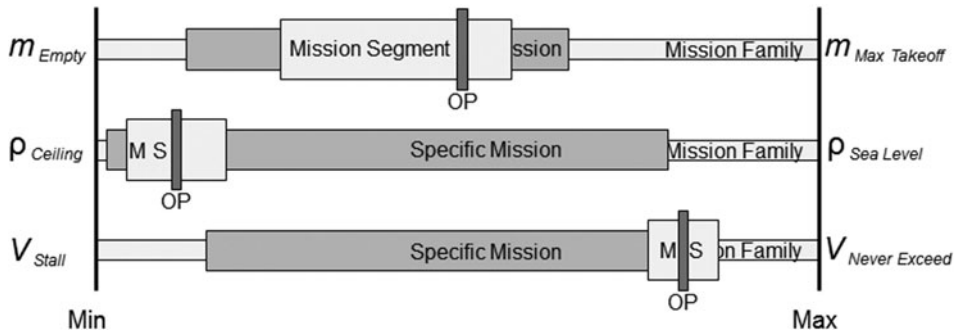 m Empty Mission Segment ssion Mission Family m Max Takeoff
OP
ρ Ceiling M S Specific Mission Mission Family ρ Sea Level
OP
V Stall Specific Mission M S on Family V Never Exceed
OP
Min Max